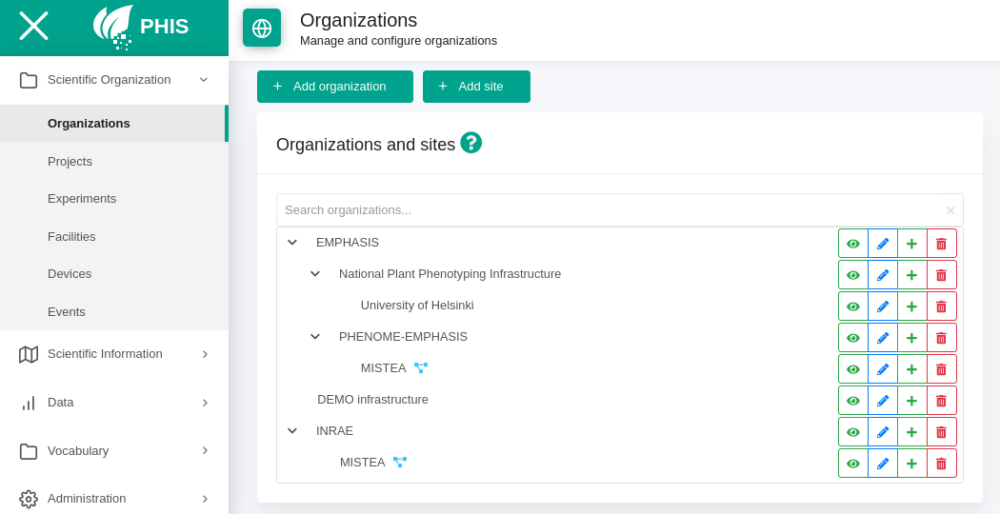 PHIS
Organizations
Manage and configure organizations
Scientific Organization
Organizations
Projects
Experiments
Facilities
Devices
Events
Scientific Information
Data
Vocabulary
Administration
Add organization
Add site
Organizations and sites
Search organizations...
EMPHASIS
National Plant Phenotyping Infrastructure
University of Helsinki
PHENOME-EMPHASIS
MISTEA
DEMO infrastructure
INRAE
MISTEA